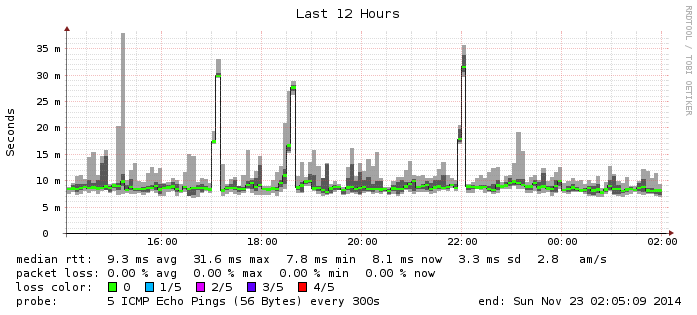 Last 12 Hours
RRDTOOL / TOBI OETIKER
Seconds
35 m
30 m
25 m
20 m
15 m
10 m
5 m
0
16:00 18:00 20:00 22:00 00:00 02:00
median rtt: 9.3 ms avg 31.6 ms max 7.8 ms min 8.1 ms now 3.3 ms sd 2.8 am/s
packet loss: 0.00 % avg 0.00 % max 0.00 % min 0.00 % now
loss color: 0 1/5 2/5 3/5 4/5
probe: 5 ICMP Echo Pings (56 Bytes) every 300s end: Sun Nov 23 02:05:09 2014